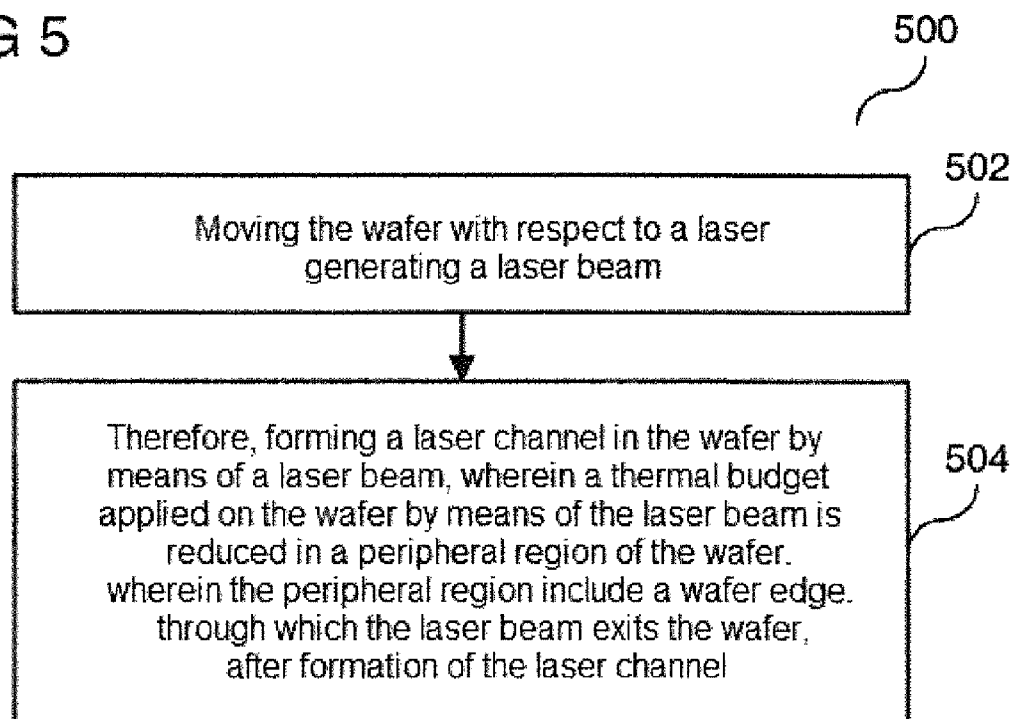 G 5
500
502
Moving the wafer with respect to a laser
generating a laser beam
Therefore, forming a laser channel in the wafer by
means of a laser beam, wherein a thermal budget
applied on the wafer by means of the laser beam is
reduced in a peripheral region of the wafer.
wherein the peripheral region include a wafer edge.
through which the laser beam exits the wafer,
after formation of the laser channel
504